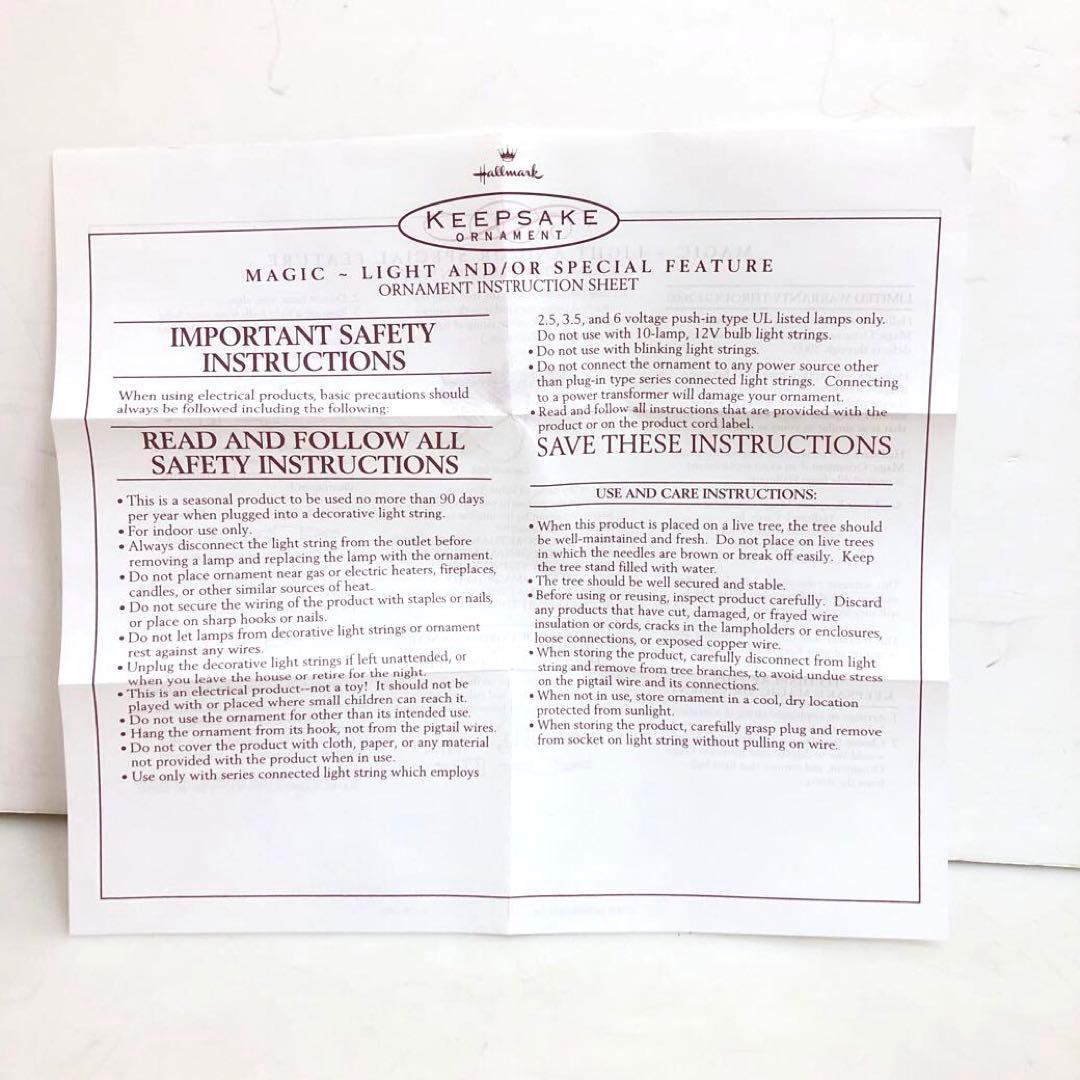 Hallmark
KEEPSAKE
ORNAMENT
MAGIC ~ LIGHT AND/OR SPECIAL FEATURE
ORNAMENT INSTRUCTION SHEET
IMPORTANT SAFETY
INSTRUCTIONS
When using electrical products, basic precautions should
always be followed including the following:
READ AND FOLLOW ALL
SAFETY INSTRUCTIONS
• This is a seasonal product to be used no more than 90 days
per year when plugged into a decorative light string.
• For indoor use only.
• Always disconnect the light string from the outlet before
removing a lamp and replacing the lamp with the ornament.
• Do not place ornament near gas or electric heaters, fireplaces,
candles, or other similar sources of heat.
• Do not secure the wiring of the product with staples or nails,
or place on sharp hooks or nails.
• Do not let lamps from decorative light strings or ornament
rest against any wires.
• Unplug the decorative light strings if left unattended, or
when you leave the house or retire for the night.
• This is an electrical product--not a toy! It should not be
played with or placed where small children can reach it.
• Do not use the ornament for other than its intended use.
• Hang the ornament from its hook, not from the pigtail wires.
• Do not cover the product with cloth, paper, or any material
not provided with the product when in use.
• Use only with series connected light string which employs
2.5, 3.5, and 6 voltage push-in type UL listed lamps only.
Do not use with 10-lamp, 12V bulb light strings.
• Do not use with blinking light strings.
• Do not connect the ornament to any power source other
than plug-in type series connected light strings. Connecting
to a power transformer will damage your ornament.
• Read and follow all instructions that are provided with the
product or on the product cord label.
SAVE THESE INSTRUCTIONS
USE AND CARE INSTRUCTIONS:
• When this product is placed on a live tree, the tree should
be well-maintained and fresh. Do not place on live trees
in which the needles are brown or break off easily. Keep
the tree stand filled with water.
• The tree should be well secured and stable.
• Before using or reusing, inspect product carefully. Discard
any products that have cut, damaged, or frayed wire
insulation or cords, cracks in the lampholders or enclosures,
loose connections, or exposed copper wire.
• When storing the product, carefully disconnect from light
string and remove from tree branches, to avoid undue stress
on the pigtail wire and its connections.
• When not in use, store ornament in a cool, dry location
protected from sunlight.
• When storing the product, carefully grasp plug and remove
from socket on light string without pulling on wire.